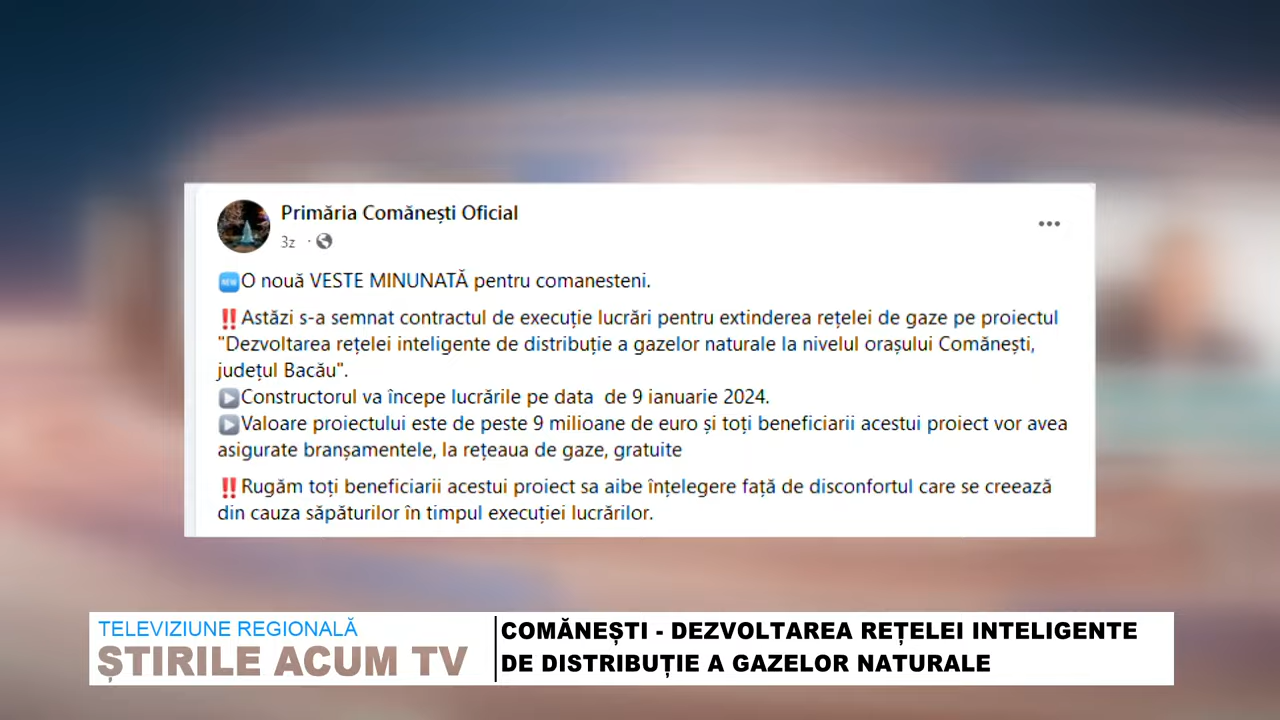 Primăria Comănești Oficial
3z ·
NEW O nouă VESTE MINUNATĂ pentru comanesteni.
‼️Astăzi s-a semnat contractul de execuție lucrări pentru extinderea rețelei de gaze pe proiectul
"Dezvoltarea rețelei inteligente de distribuție a gazelor naturale la nivelul orașului Comănești,
județul Bacău".
▶️Constructorul va începe lucrările pe data de 9 ianuarie 2024.
▶️Valoare proiectului este de peste 9 milioane de euro și toți beneficiarii acestui proiect vor avea
asigurate branșamentele, la rețeaua de gaze, gratuite
‼️Rugăm toți beneficiarii acestui proiect sa aibe înțelegere față de disconfortul care se creează
din cauza săpăturilor în timpul execuției lucrărilor.
TELEVIZIUNE REGIONALĂ
ȘTIRILE ACUM TV
COMĂNEȘTI - DEZVOLTAREA REȚELEI INTELIGENTE
DE DISTRIBUȚIE A GAZELOR NATURALE